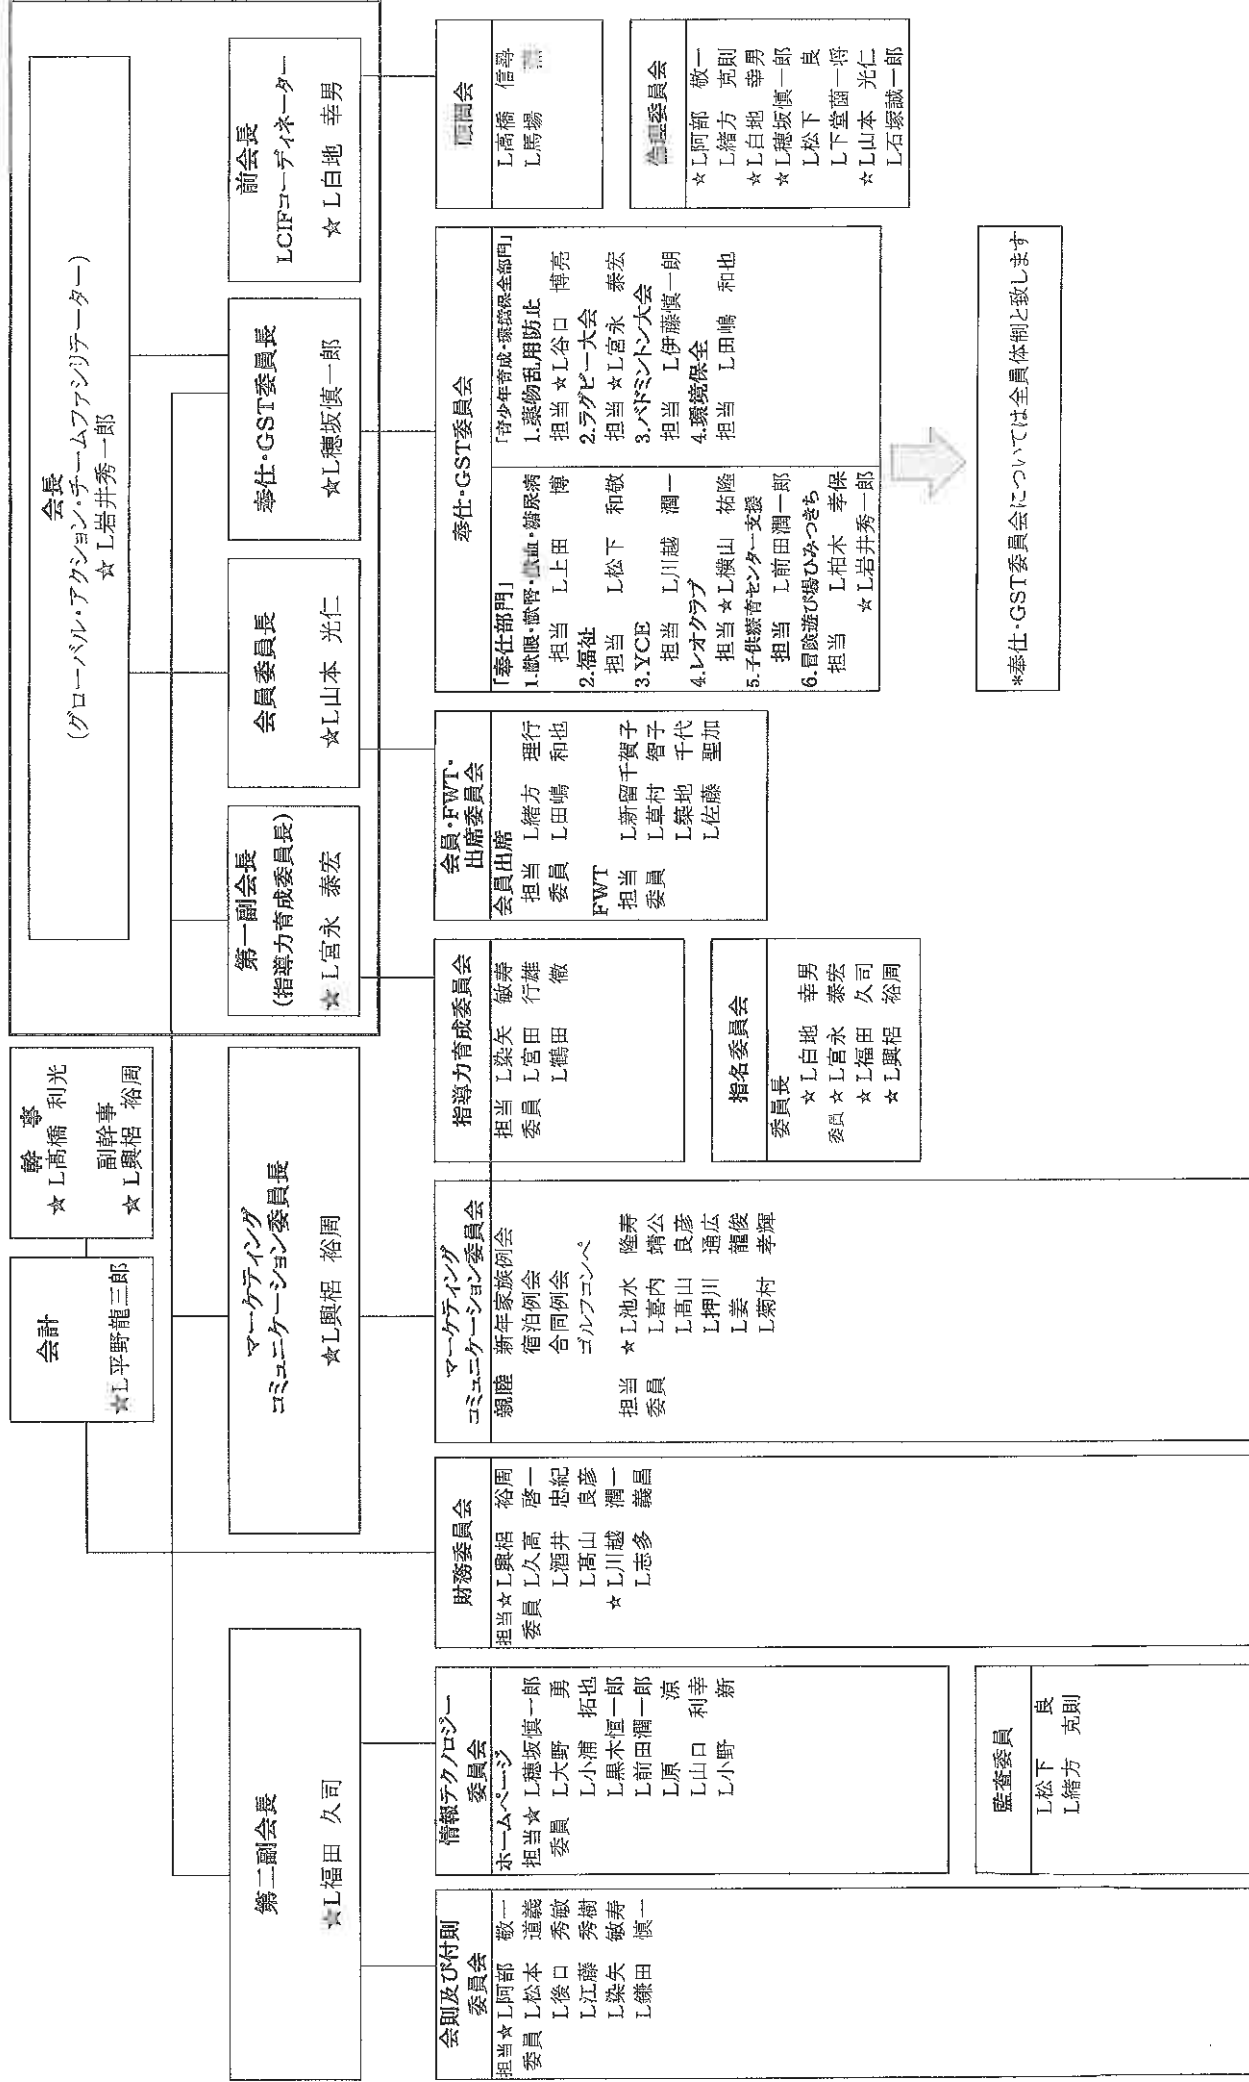 会長
(グローバル・アクション・チームファシリテーター)
☆ L岩井秀一郎
幹 事
☆ L髙橋 利光
副幹事
☆ L興梠 裕周
会計
☆L平野龍三郎
第二副会長
☆L福田 久司
マーケティング
コミュニケーション委員長
☆L興梠 裕周
第一副会長
(指導力育成委員長)
☆ L宮永 泰宏
会員委員長
☆L山本 光仁
奉仕・GST委員長
☆L穂坂慎一郎
前会長
LCIFコーディネーター
☆ L白地 幸男
会則及び付則
委員会
担当☆L阿部 敬一
委員 L松本 道義
L後口 秀敏
L江藤 秀樹
L染矢 敏寿
L鎌田 慎一
情報テクノロジー
委員会
ホームページ
担当☆ L穂坂慎一郎
委員 L大野 勇
L小浦 拓也
L黒木恒一郎
L前田潤一郎
L原 涼
L山口 利幸
L小野 新
監査委員
L松下 良
L緒方 克則
財務委員会
担当☆L興梠 裕周
委員 L久高 啓一
L酒井 忠紀
L髙山 良彦
☆ L川越 潤一
L志多 義昌
マーケティング
コミュニケーション委員会
親睦 新年家族例会
宿泊例会
合同例会
ゴルフコンペ
担当 ☆L池水 隆寿
委員 L喜内 靖公
L髙山 良彦
L押川 通広
L姜 龍俊
L菊村 孝輝
指導力育成委員会
担当 L染矢 敏寿
委員 L宮田 行雄
L鶴田 徹
指名委員会
委員長
☆ L白地 幸男
委員 ☆ L宮永 泰宏
☆ L福田 久司
☆ L興梠 裕周
会員・FWT・
出席委員会
会員出席
担当 L緒方 理行
委員 L田嶋 和也
FWT
担当 L新留千賀子
委員 L草村 智子
L築地 千代
L佐藤 聖加
奉仕・GST委員会
「奉仕部門」
1.献眼・献腎・献血・糖尿病
担当 L上田 博
2.福祉
担当 L松下 和敬
3.YCE
担当 L川越 潤一
4.レオクラブ
担当 ☆L横山 祐隆
5.子供療育センター支援
担当 L前田潤一郎
6.冒険遊び場ひみつきち
担当 L柏木 孝保
☆L岩井秀一郎
「青少年育成・環境保全部門」
1.薬物乱用防止
担当 ☆L谷口 博亮
2.ラグビー大会
担当 ☆L宮永 泰宏
3.バドミントン大会
担当 L伊藤慎一朗
4.環境保全
担当 L田嶋 和也
*奉仕・GST委員会については全員体制と致します
問会
L高橋 信尋
L馬場
倫理委員会
☆ L阿部 敬一
L緒方 克則
☆ L白地 幸男
☆ L穂坂慎一郎
L松下 良
L下堂薗一将
☆ L山本 光仁
L石塚誠一郎